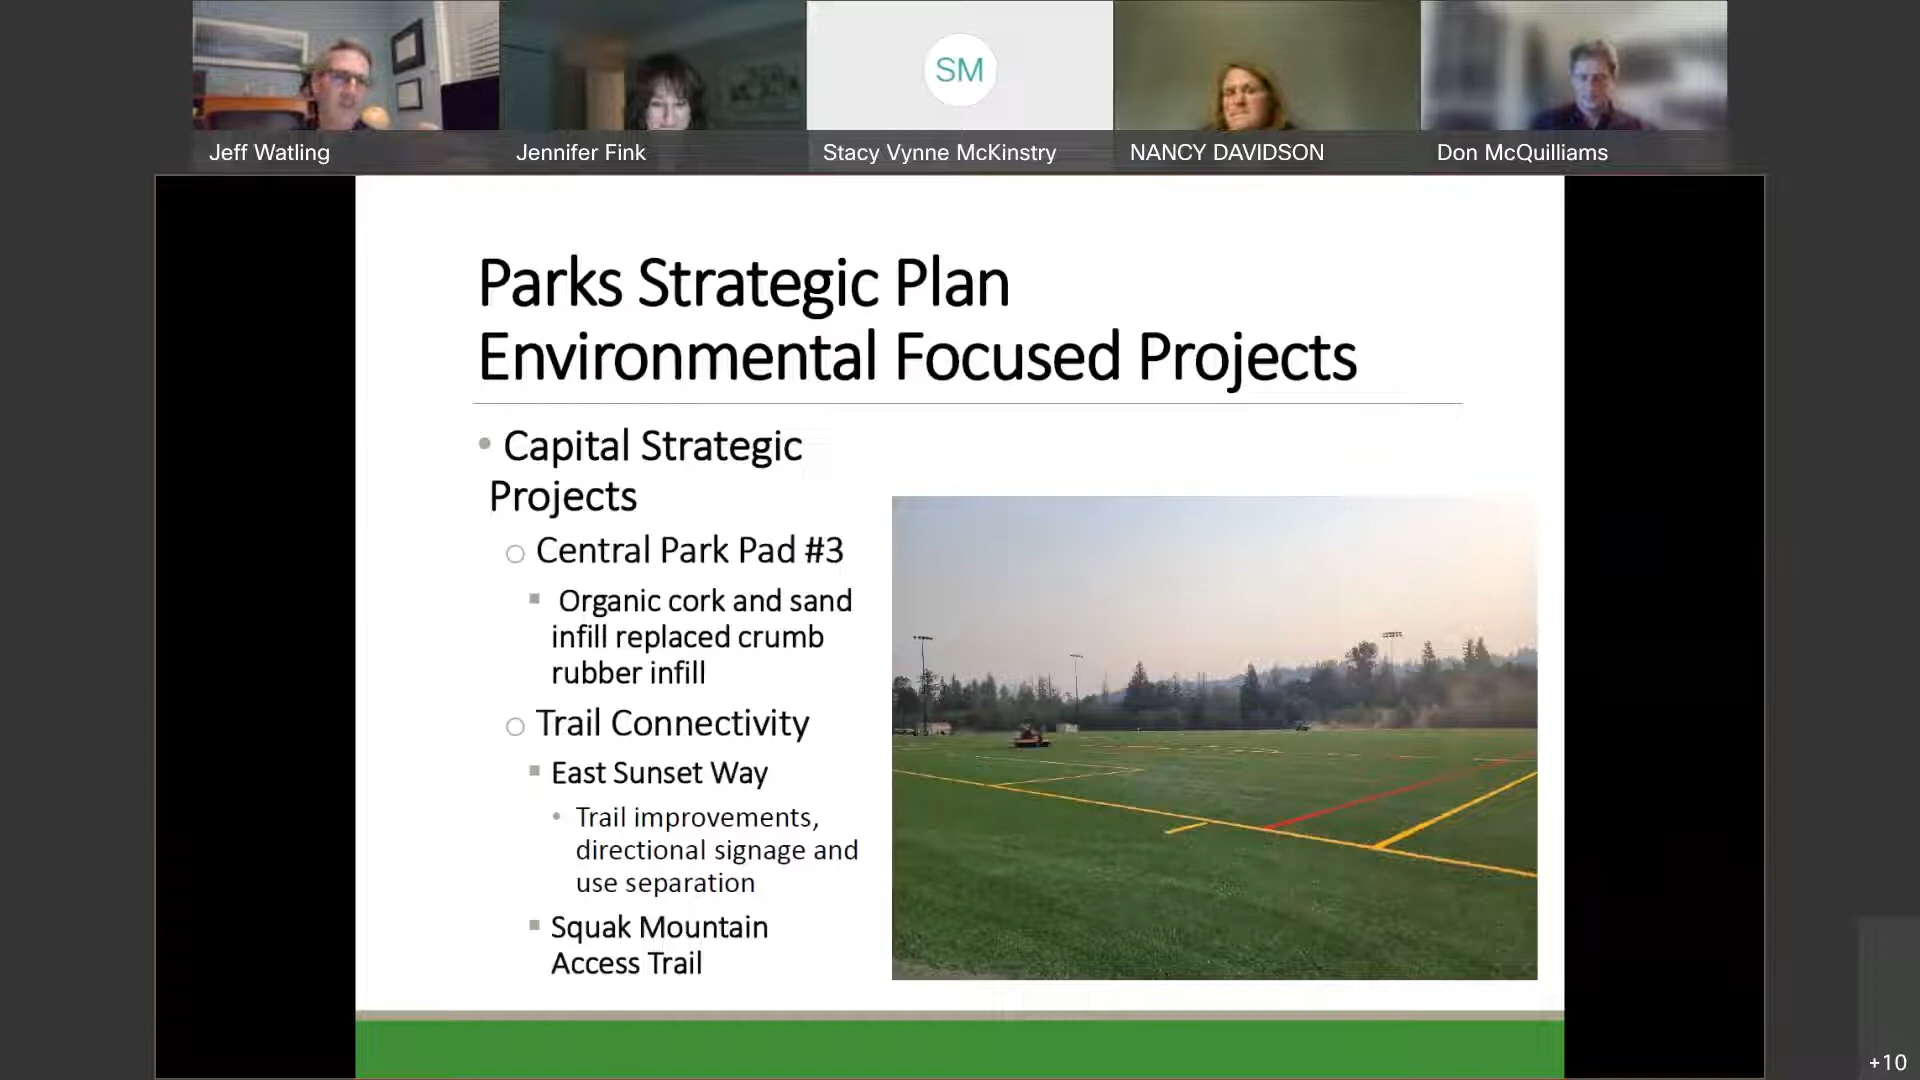 SM
Jeff Watling
Jennifer Fink
Stacy Vynne McKinstry
NANCY DAVIDSON
Don McQuilliams
Parks Strategic Plan
Environmental Focused Projects
• Capital Strategic
Projects
○ Central Park Pad #3
▪ Organic cork and sand
infill replaced crumb
rubber infill
○ Trail Connectivity
▪ East Sunset Way
• Trail improvements,
directional signage and
use separation
▪ Squak Mountain
Access Trail
+10